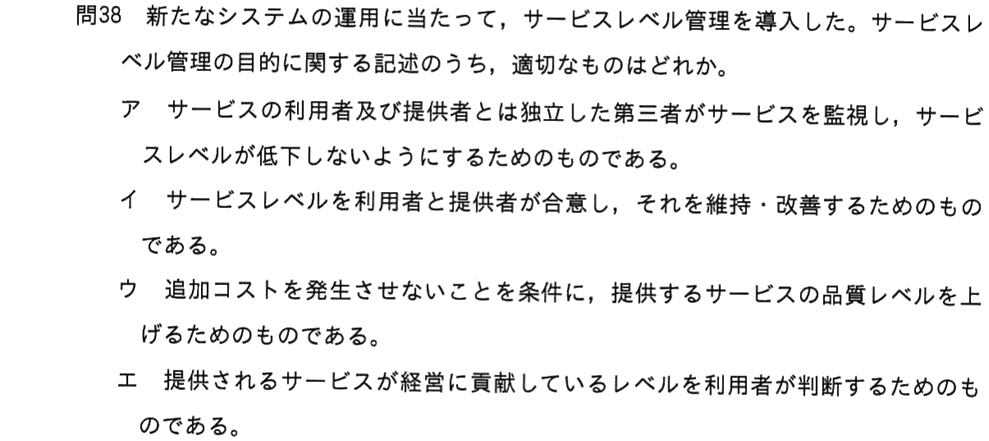 問38 新たなシステムの運用に当たって，サービスレベル管理を導入した。サービスレ
ベル管理の目的に関する記述のうち，適切なものはどれか。
ア サービスの利用者及び提供者とは独立した第三者がサービスを監視し，サービ
スレベルが低下しないようにするためのものである。
イ サービスレベルを利用者と提供者が合意し，それを維持・改善するためのもの
である。
ウ 追加コストを発生させないことを条件に，提供するサービスの品質レベルを上
げるためのものである。
エ 提供されるサービスが経営に貢献しているレベルを利用者が判断するためのも
のである。